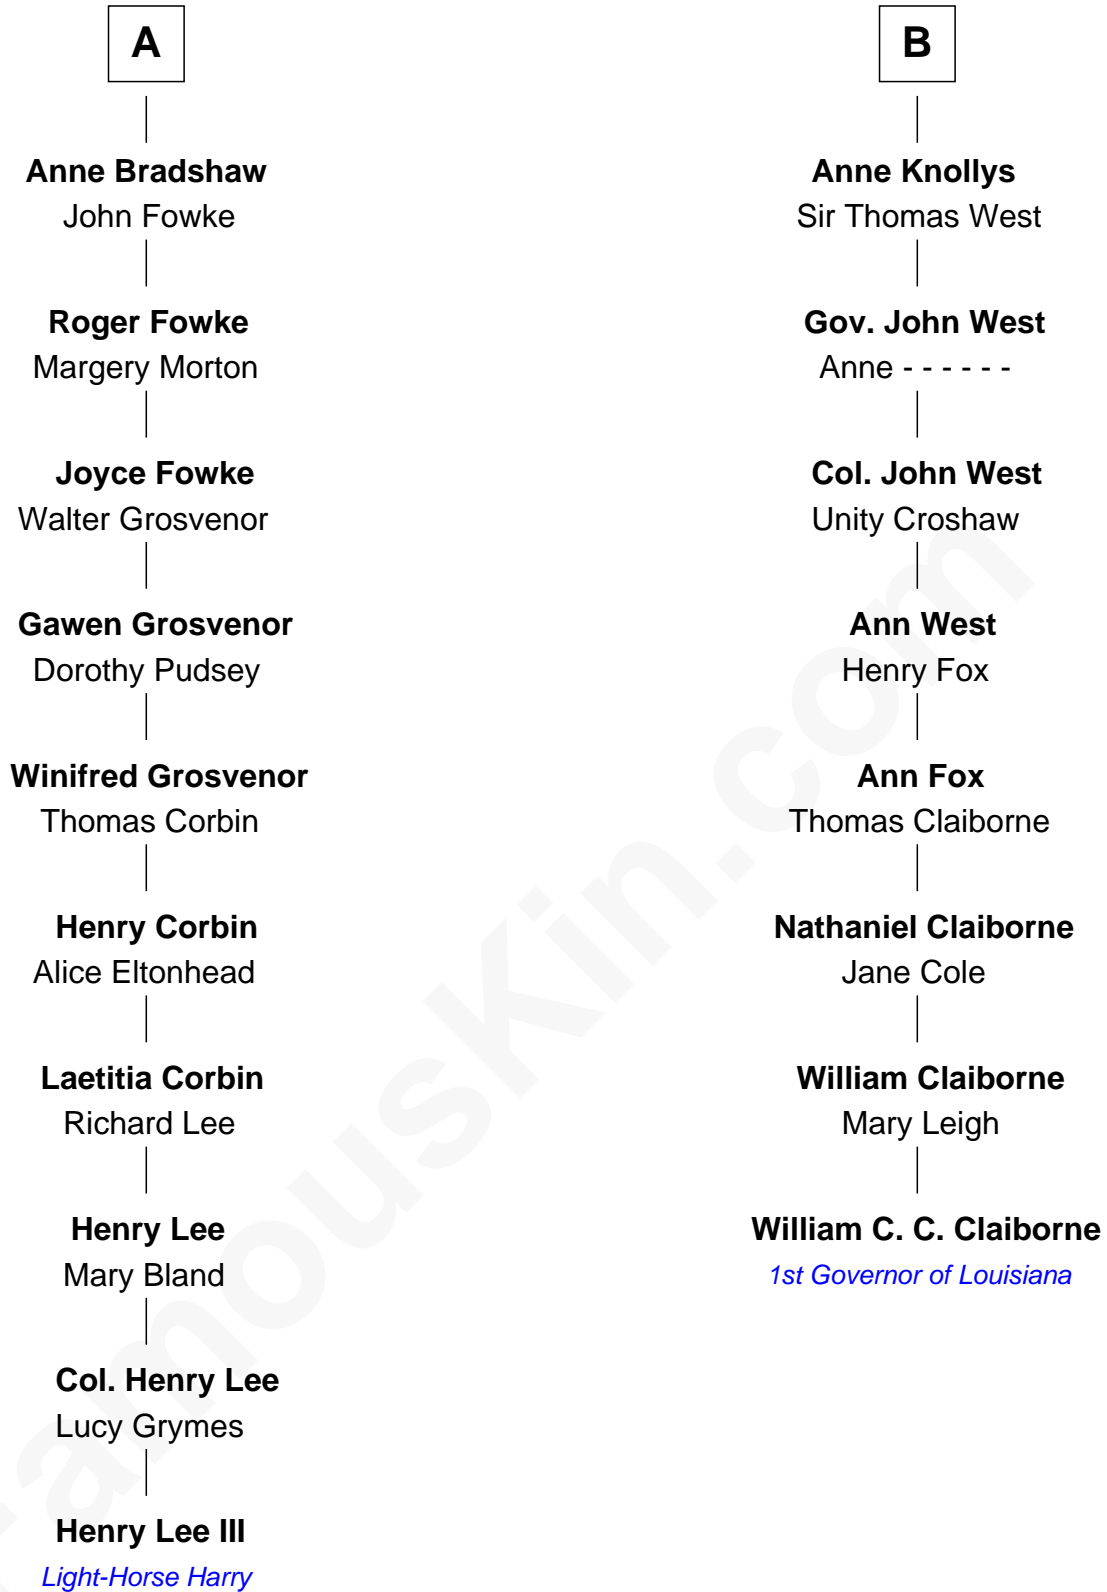 A
Anne Bradshaw
John Fowke
Roger Fowke
Margery Morton
Joyce Fowke
Walter Grosvenor
Gawen Grosvenor
Dorothy Pudsey
Winifred Grosvenor
Thomas Corbin
Henry Corbin
Alice Eltonhead
Laetitia Corbin
Richard Lee
Henry Lee
Mary Bland
Col. Henry Lee
Lucy Grymes
Henry Lee III
Light-Horse Harry
B
Anne Knollys
Sir Thomas West
Gov. John West
Anne - - - - - -
Col. John West
Unity Croshaw
Ann West
Henry Fox
Ann Fox
Thomas Claiborne
Nathaniel Claiborne
Jane Cole
William Claiborne
Mary Leigh
William C. C. Claiborne
1st Governor of Louisiana
FamousKin.com